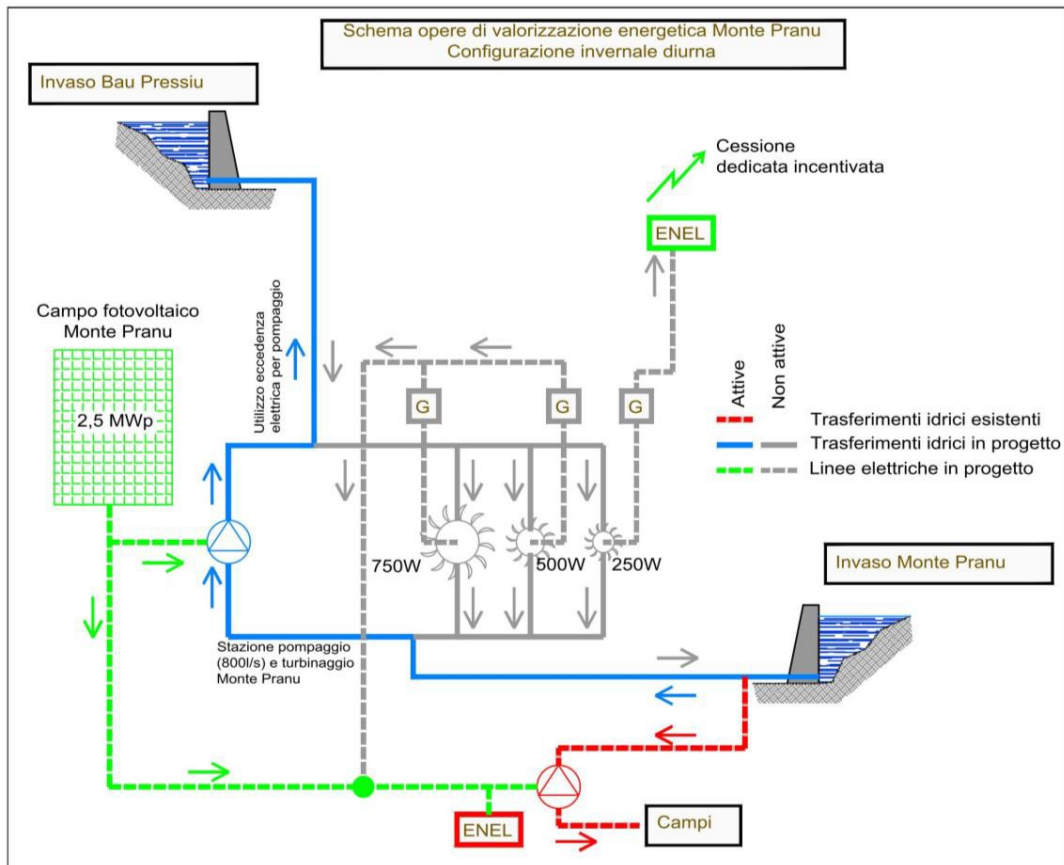 Schema opere di valorizzazione energetica Monte Pranu
Configurazione invernale diurna
Invaso Bau Pressiu
Cessione
dedicata incentivata
ENEL
Campo fotovoltaico
Monte Pranu
2,5 MWp
Utilizzo eccedenza
elettrica per pompaggio
G
G
G
Attive
Non attive
Trasferimenti idrici esistenti
Trasferimenti idrici in progetto
Linee elettriche in progetto
750W
500W
250W
Invaso Monte Pranu
Stazione pompaggio
(800l/s) e turbinaggio
Monte Pranu
ENEL
Campi